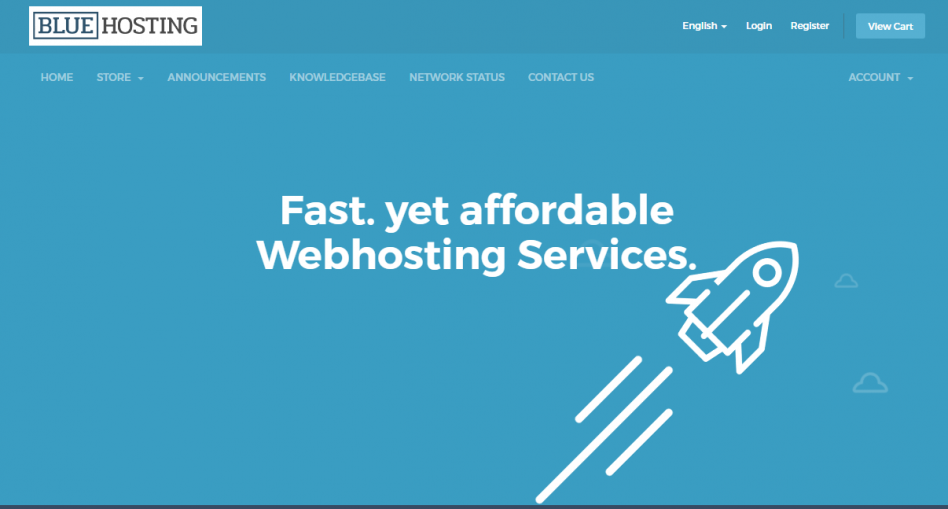 BLUE HOSTING
English Login Register View Cart
HOME STORE ANNOUNCEMENTS KNOWLEDGEBASE NETWORK STATUS CONTACT US ACCOUNT
Fast. yet affordable
Webhosting Services.